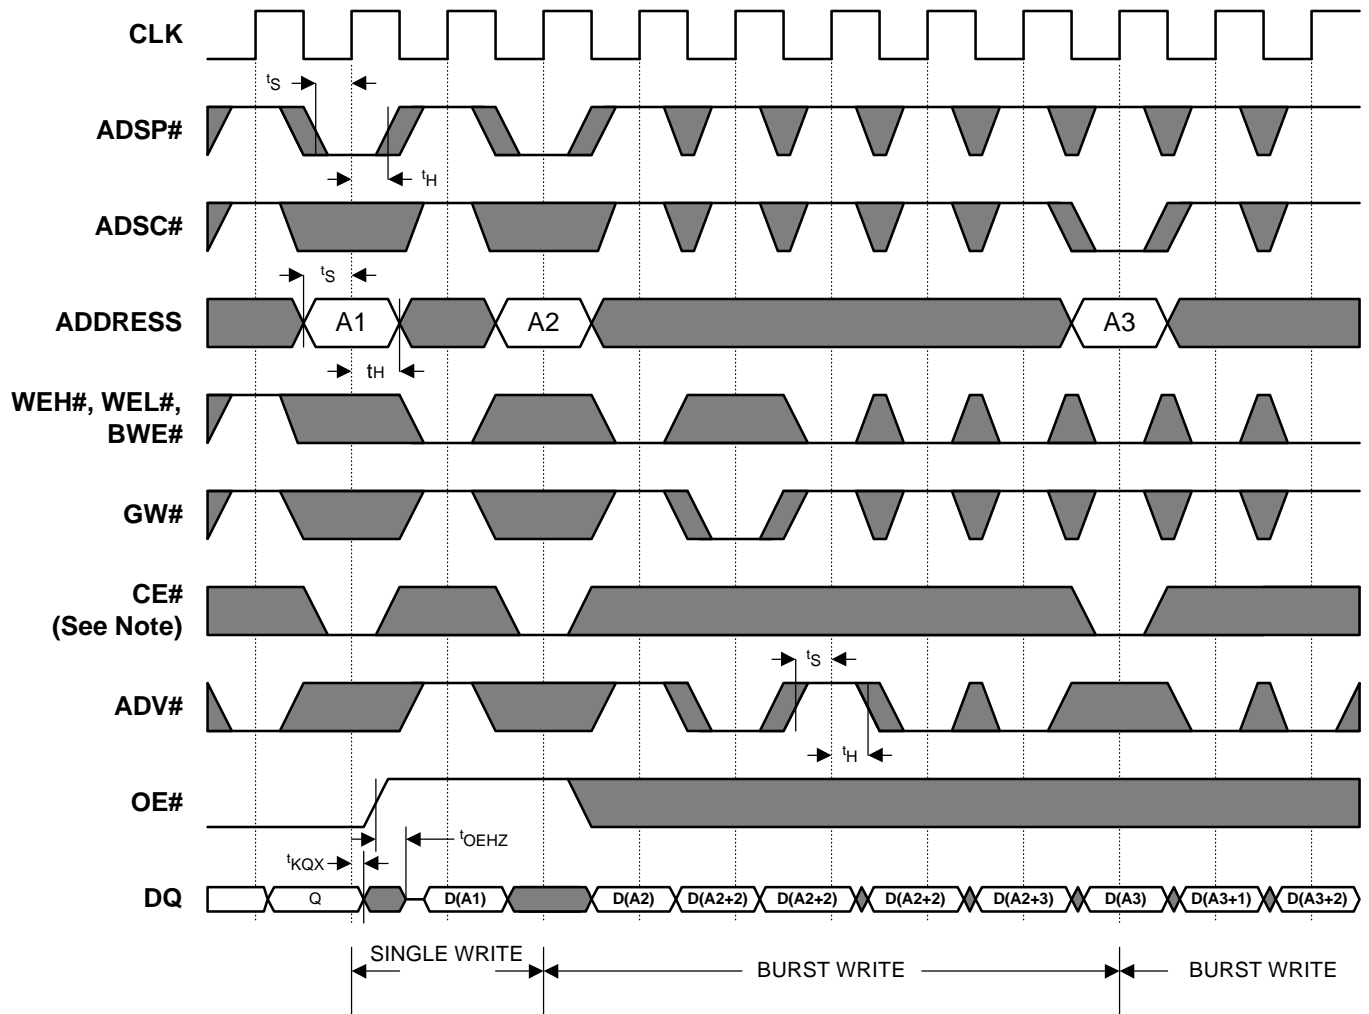 CLK
tS
ADSP#
tH
ADSC#
tS
ADDRESS A1 A2 A3
tH
WEH#, WEL#,
BWE#
GW#
CE#
(See Note)
tS
ADV#
tH
OE#
tOEHZ
tKQX
DQ Q D(A1) D(A2) D(A2+2) D(A2+2) D(A2+2) D(A2+3) D(A3) D(A3+1) D(A3+2)
SINGLE WRITE BURST WRITE BURST WRITE